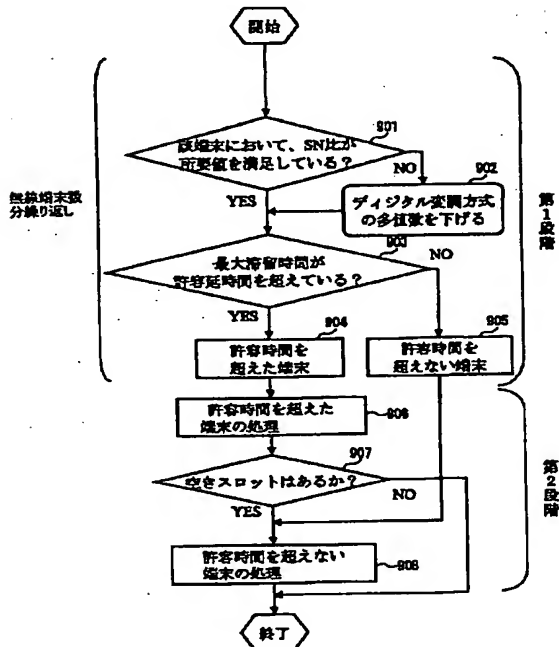 開始
901
該端末において、SN比が
所要値を満足している？
NO
902
YES
ディジタル変調方式
の多値数を下げる
無線端末数
分繰り返し
第1段階
903
最大滞留時間が
許容延時間を超えている？
NO
YES
904
許容時間を
超えた端末
905
許容時間を
超えない端末
許容時間を超えた
端末の処理
906
907
空きスロットはあるか？
NO
YES
第2段階
許容時間を超えない
端末の処理
908
終了